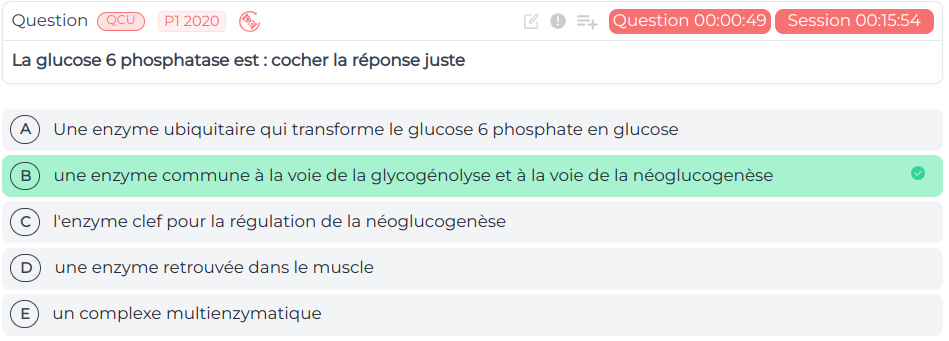 Question QCU P1 2020 Question 00:00:49 Session 00:15:54
La glucose 6 phosphatase est : cocher la réponse juste
A Une enzyme ubiquitaire qui transforme le glucose 6 phosphate en glucose
B une enzyme commune à la voie de la glycogénolyse et à la voie de la néoglucogenèse
C l'enzyme clef pour la régulation de la néoglucogenèse
D une enzyme retrouvée dans le muscle
E un complexe multienzymatique